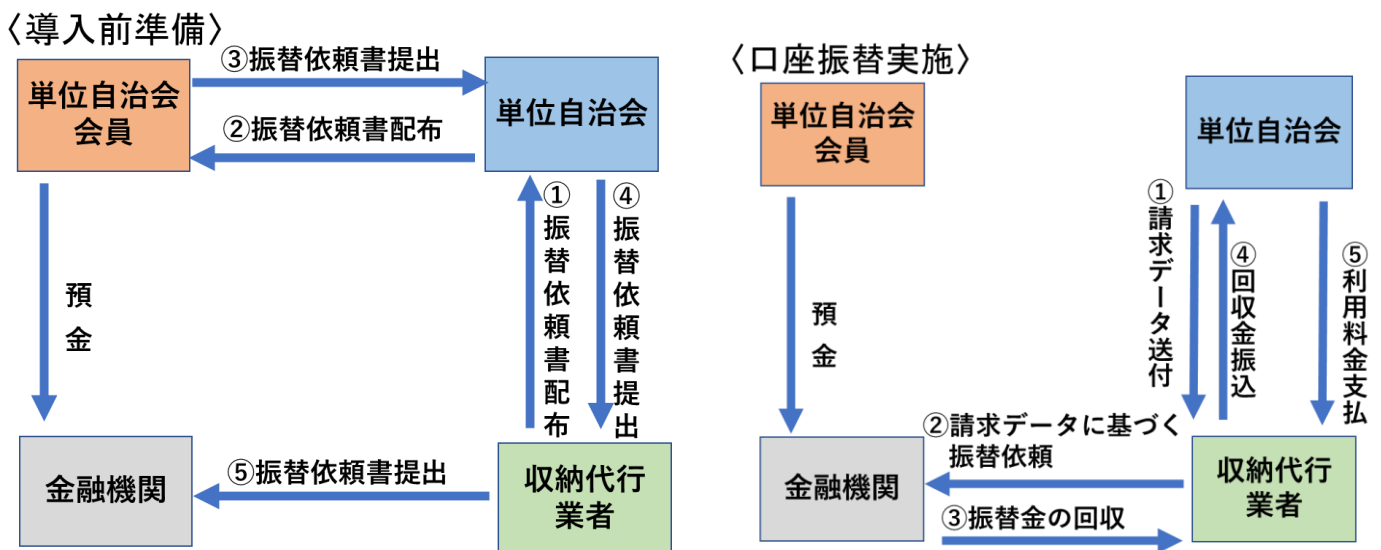 〈導入前準備〉
③振替依頼書提出
単位自治会
会員
単位自治会
②振替依頼書配布
①振替依頼書配布
④振替依頼書提出
預金
金融機関
⑤振替依頼書提出
収納代行
業者
〈口座振替実施〉
単位自治会
会員
単位自治会
①請求データ送付
④回収金振込
⑤利用料金支払
預金
②請求データに基づく
振替依頼
金融機関
収納代行
業者
③振替金の回収